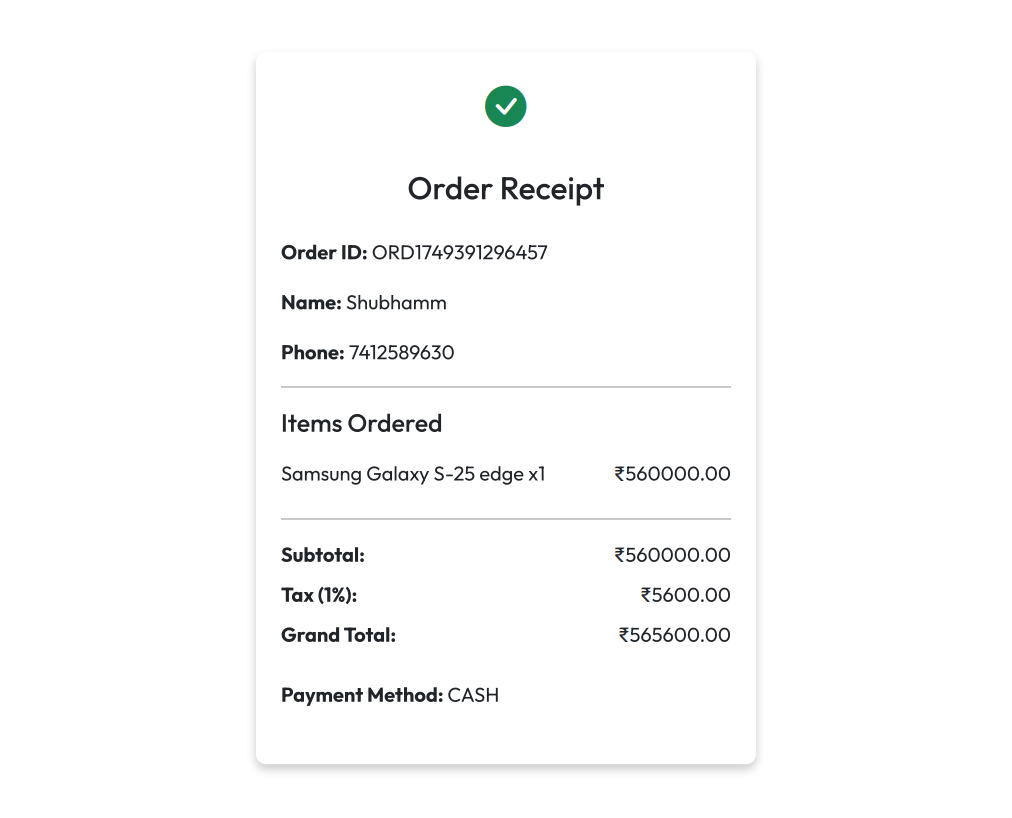 Order Receipt
Order ID: ORD1749391296457
Name: Shubhamm
Phone: 7412589630
Items Ordered
Samsung Galaxy S-25 edge x1 ₹560000.00
Subtotal: ₹560000.00
Tax (1%): ₹5600.00
Grand Total: ₹565600.00
Payment Method: CASH